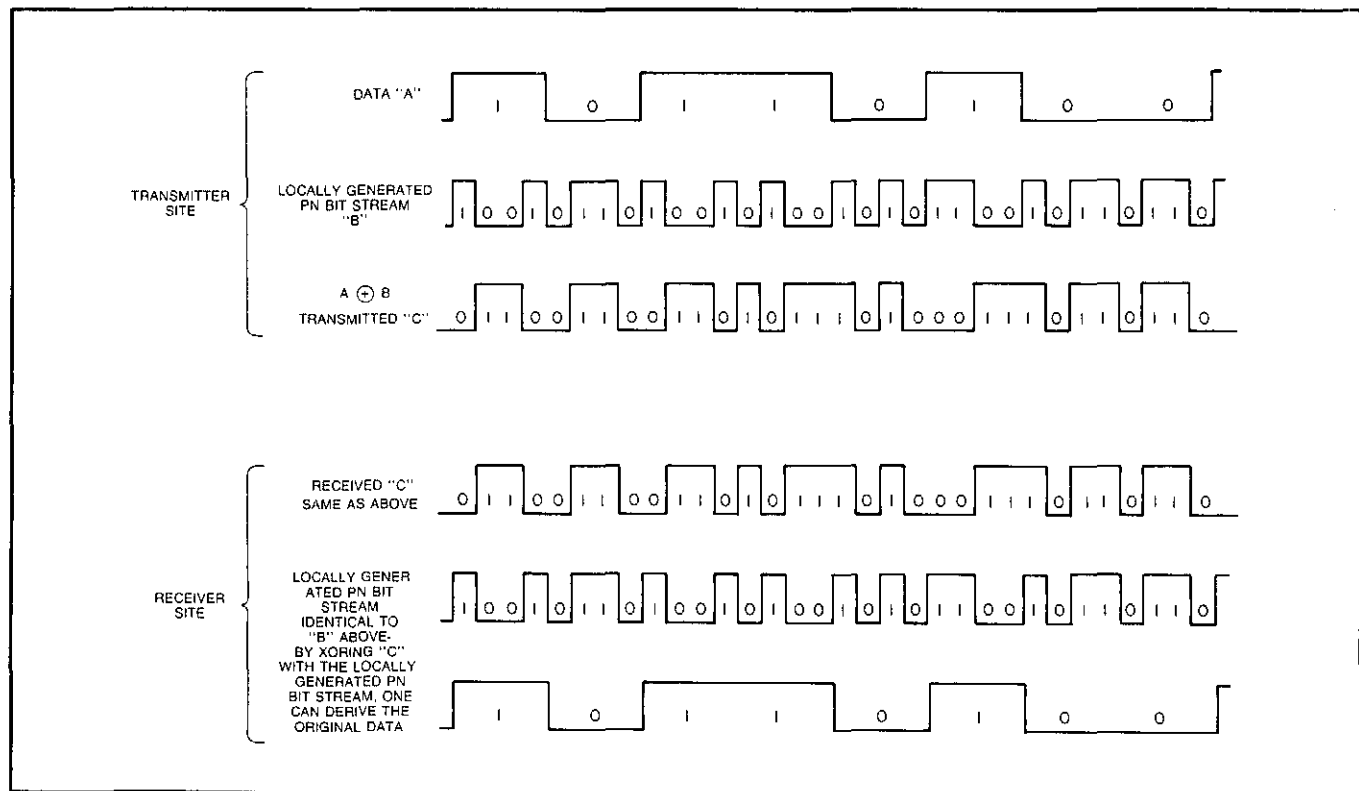 DATA "A"
1 0 1 1 0 1 0 0
TRANSMITTER
SITE
LOCALLY GENERATED
PN BIT STREAM
"B"
1 0 0 1 0 1 1 0 1 0 0 1 0 1 0 0 1 0 1 0 1 1 0 0 1 0 1 1 0 1 1 0
A ⊕ B
TRANSMITTED "C"
0 1 1 0 0 1 1 0 0 1 1 0 1 0 1 1 1 0 1 0 0 0 1 1 1 0 1 1 0 1 1 0
RECEIVED "C"
SAME AS ABOVE
0 1 1 0 0 1 1 0 0 1 1 0 1 0 1 1 1 0 1 0 0 0 1 1 1 0 1 1 0 1 1 0
RECEIVER
SITE
LOCALLY GENER
ATED PN BIT
STREAM
IDENTICAL TO
"B" ABOVE-
BY XORING "C"
WITH THE LOCALLY
GENERATED PN
BIT STREAM, ONE
CAN DERIVE THE
ORIGINAL DATA
1 0 0 1 0 1 1 0 1 0 0 1 0 1 0 0 1 0 1 0 1 1 0 0 1 0 1 1 0 1 1 0
1 0 1 1 0 1 0 0